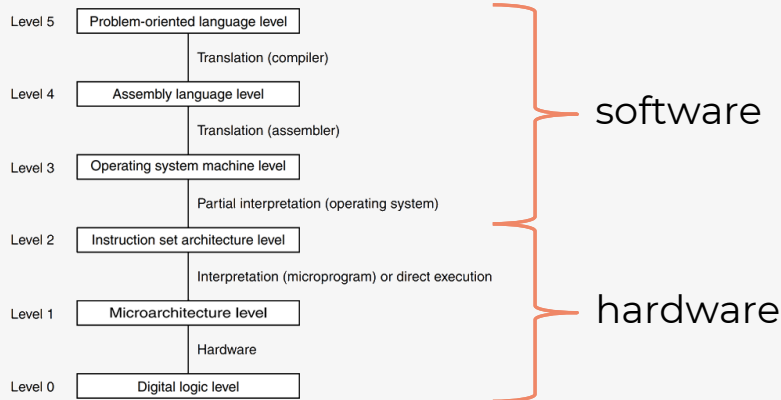 Level 5 Problem-oriented language level
Translation (compiler)
Level 4 Assembly language level
software
Translation (assembler)
Level 3 Operating system machine level
Partial interpretation (operating system)
Level 2 Instruction set architecture level
Interpretation (microprogram) or direct execution
Level 1 Microarchitecture level
hardware
Hardware
Level 0 Digital logic level